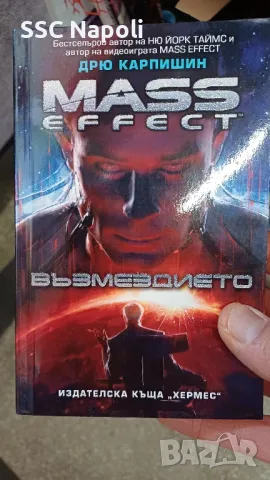 SSC Napoli
Бестселъров автор на НЮ ЙОРК ТАЙМС и
автор на видеоиграта MASS EFFECT
ДРЮ КАРПИШИН
MASS
EFFECT
ВЪЗМЕЗДИЕТО
ИЗДАТЕЛСКА КЪЩА „ХЕРМЕС“
BAZAR